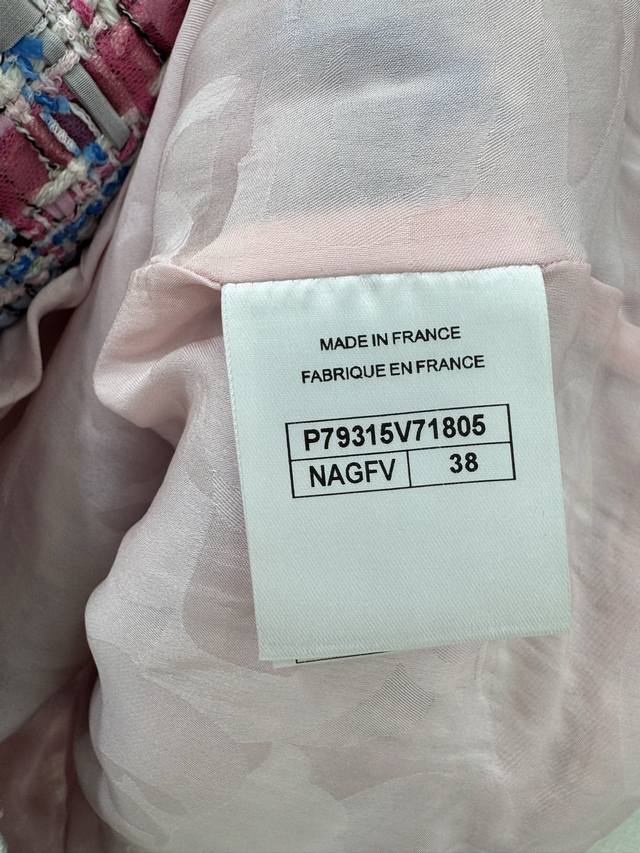 MADE IN FRANCE
FABRIQUE EN FRANCE
P79315V71805
NAGFV 38